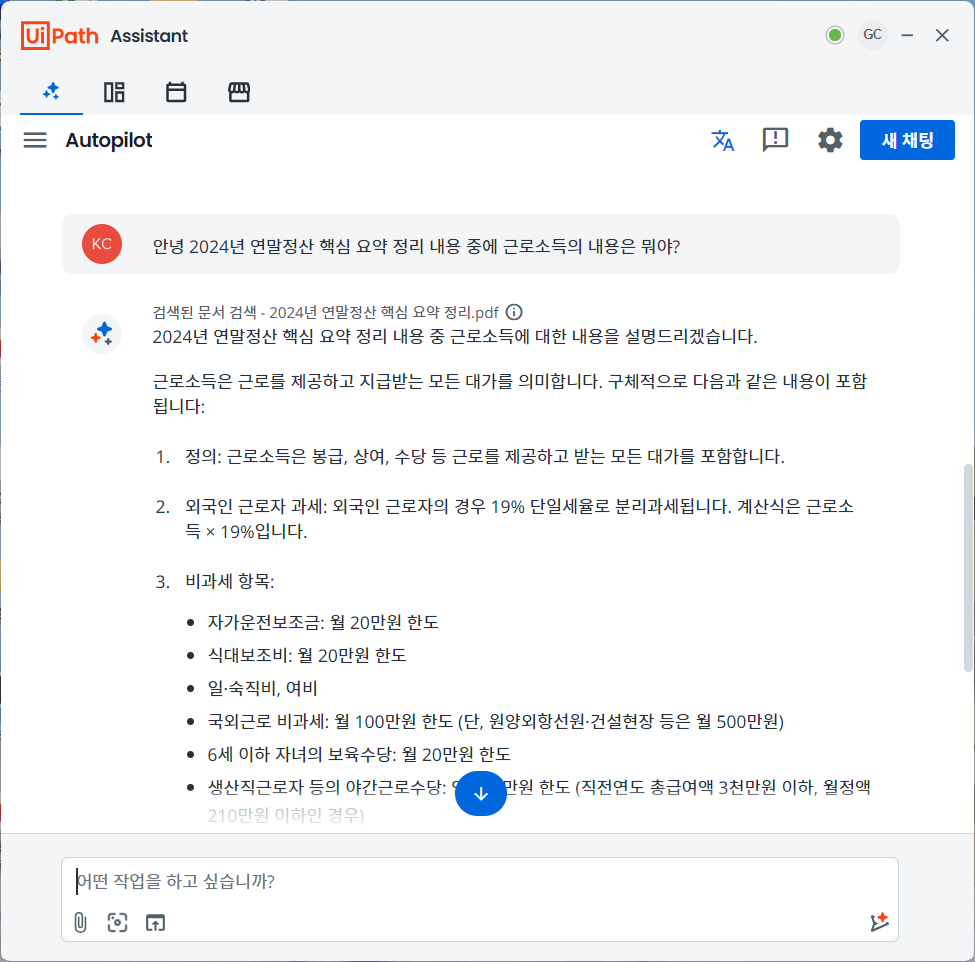 UiPath Assistant
GC
Autopilot
새 채팅
KC
안녕 2024년 연말정산 핵심 요약 정리 내용 중에 근로소득의 내용은 뭐야?
검색된 문서 검색 - 2024년 연말정산 핵심 요약 정리.pdf
2024년 연말정산 핵심 요약 정리 내용 중 근로소득에 대한 내용을 설명드리겠습니다.
근로소득은 근로를 제공하고 지급받는 모든 대가를 의미합니다. 구체적으로 다음과 같은 내용이 포함
됩니다:
1. 정의: 근로소득은 봉급, 상여, 수당 등 근로를 제공하고 받는 모든 대가를 포함합니다.
2. 외국인 근로자 과세: 외국인 근로자의 경우 19% 단일세율로 분리과세됩니다. 계산식은 근로소
득 × 19%입니다.
3. 비과세 항목:
• 자가운전보조금: 월 20만원 한도
• 식대보조비: 월 20만원 한도
• 일·숙직비, 여비
• 국외근로 비과세: 월 100만원 한도 (단, 원양외항선원·건설현장 등은 월 500만원)
• 6세 이하 자녀의 보육수당: 월 20만원 한도
• 생산직근로자 등의 야간근로수당: 만원 한도 (직전연도 총급여액 3천만원 이하, 월정액
210만원 이하인 경우)
어떤 작업을 하고 싶습니까?